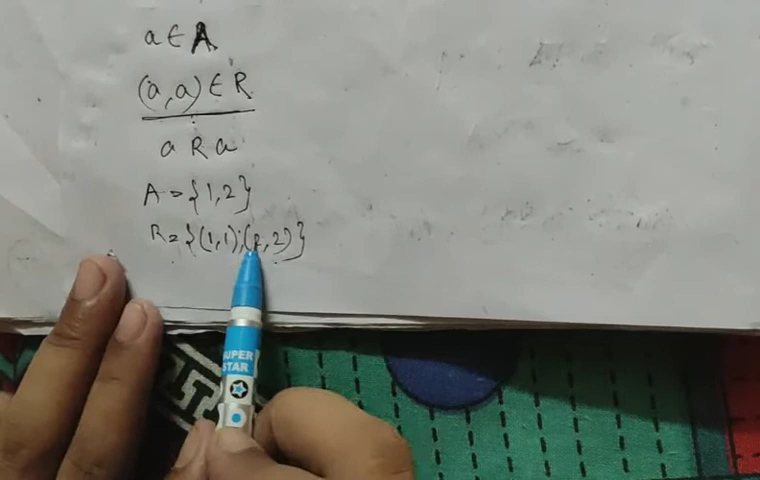 a ∈ A
(a, a) ∈ R
a R a
A = {1, 2}
R = {(1, 1), (2, 2)}
SUPER
STAR